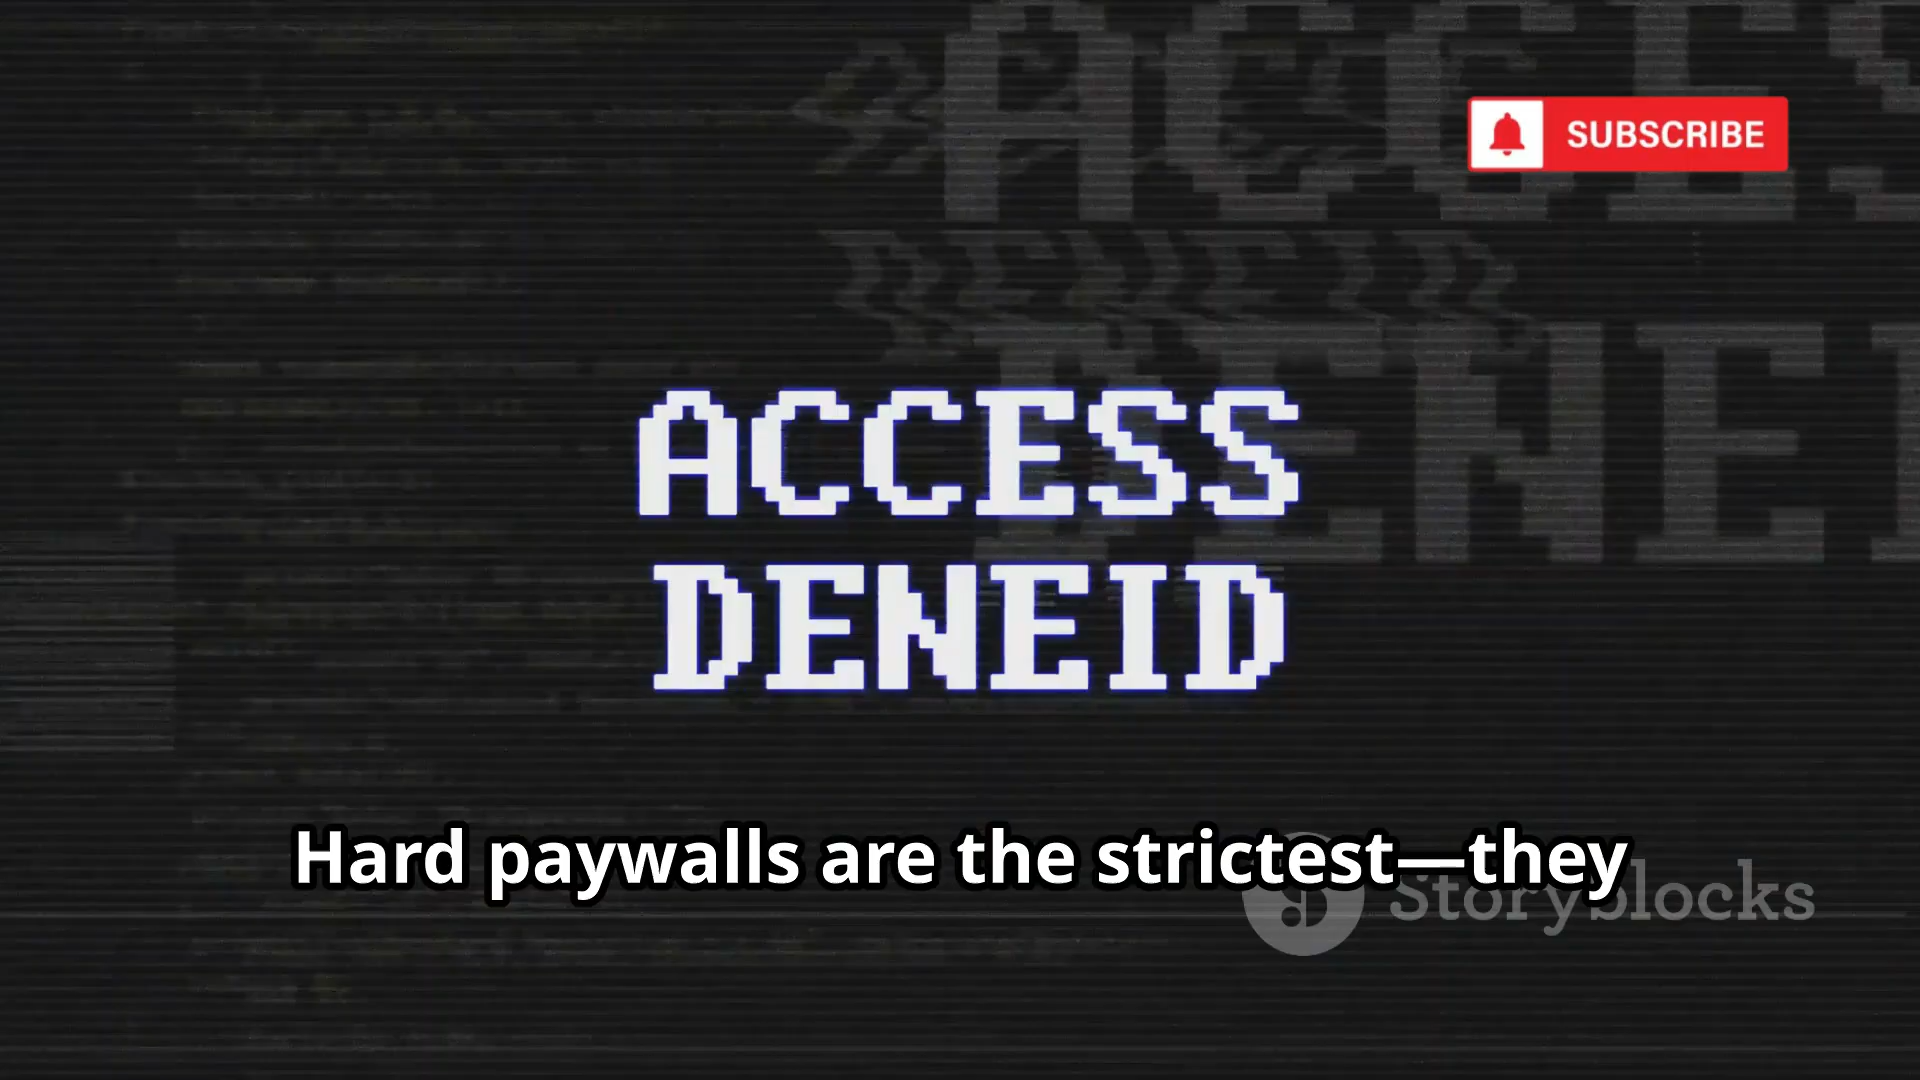 SUBSCRIBE
ACCESS
DENEID
Hard paywalls are the strictest—they
Storyblocks